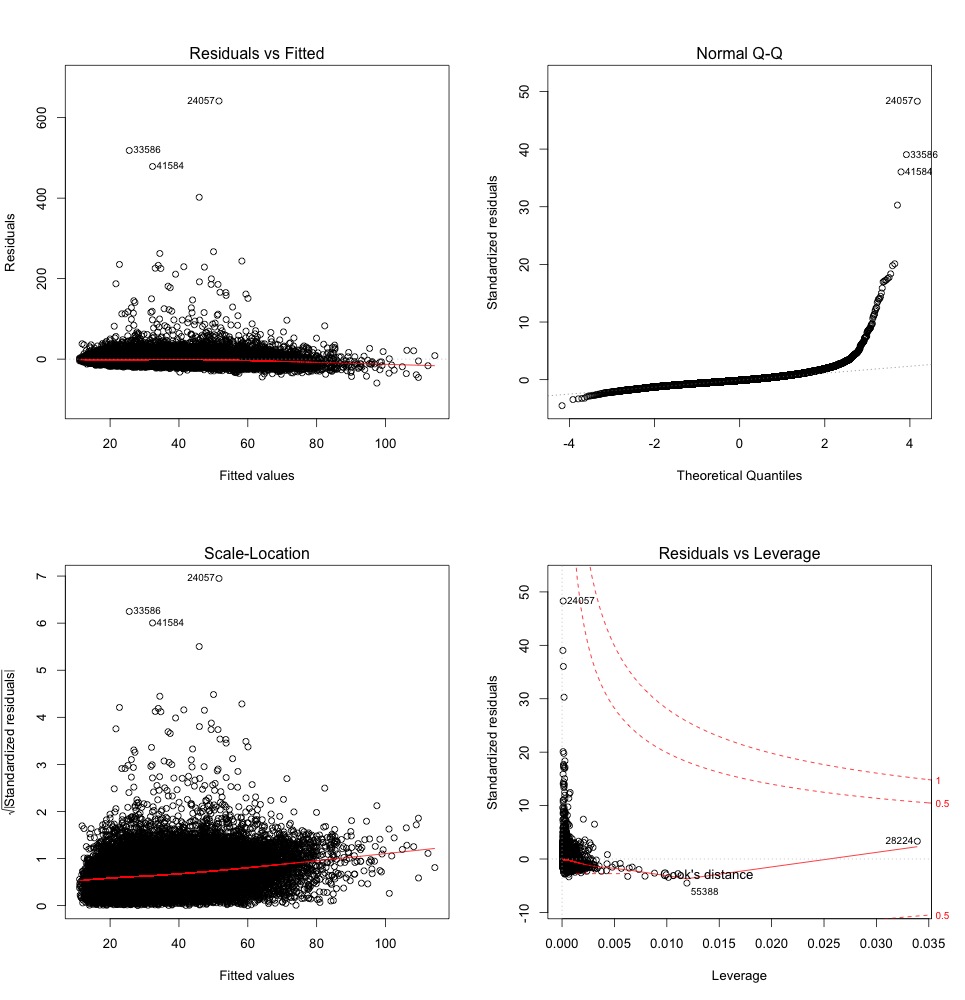 Residuals vs Fitted
Residuals
0 200 400 600
24057
33586
41584
20 40 60 80 100
Fitted values
Normal Q-Q
Standardized residuals
0 10 20 30 40 50
24057
33586
41584
-4 -2 0 2 4
Theoretical Quantiles
Scale-Location
√|Standardized residuals|
0 1 2 3 4 5 6 7
24057
33586
41584
20 40 60 80 100
Fitted values
Residuals vs Leverage
Standardized residuals
-10 0 10 20 30 40 50
24057
1
0.5
28224
Cook's distance
55388
0.5
0.000 0.005 0.010 0.015 0.020 0.025 0.030 0.035
Leverage